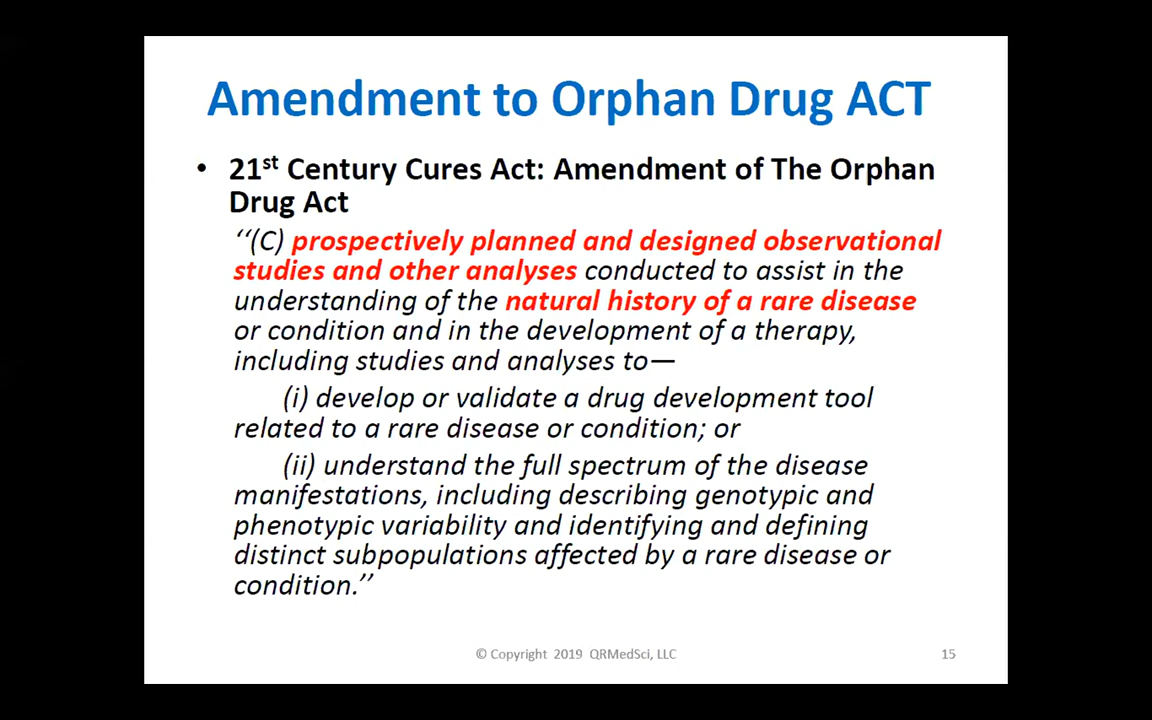 Amendment to Orphan Drug ACT
• 21st Century Cures Act: Amendment of The Orphan
Drug Act
‘‘(C) prospectively planned and designed observational
studies and other analyses conducted to assist in the
understanding of the natural history of a rare disease
or condition and in the development of a therapy,
including studies and analyses to—
(i) develop or validate a drug development tool
related to a rare disease or condition; or
(ii) understand the full spectrum of the disease
manifestations, including describing genotypic and
phenotypic variability and identifying and defining
distinct subpopulations affected by a rare disease or
condition.’’
© Copyright 2019 QRMedSci, LLC
15